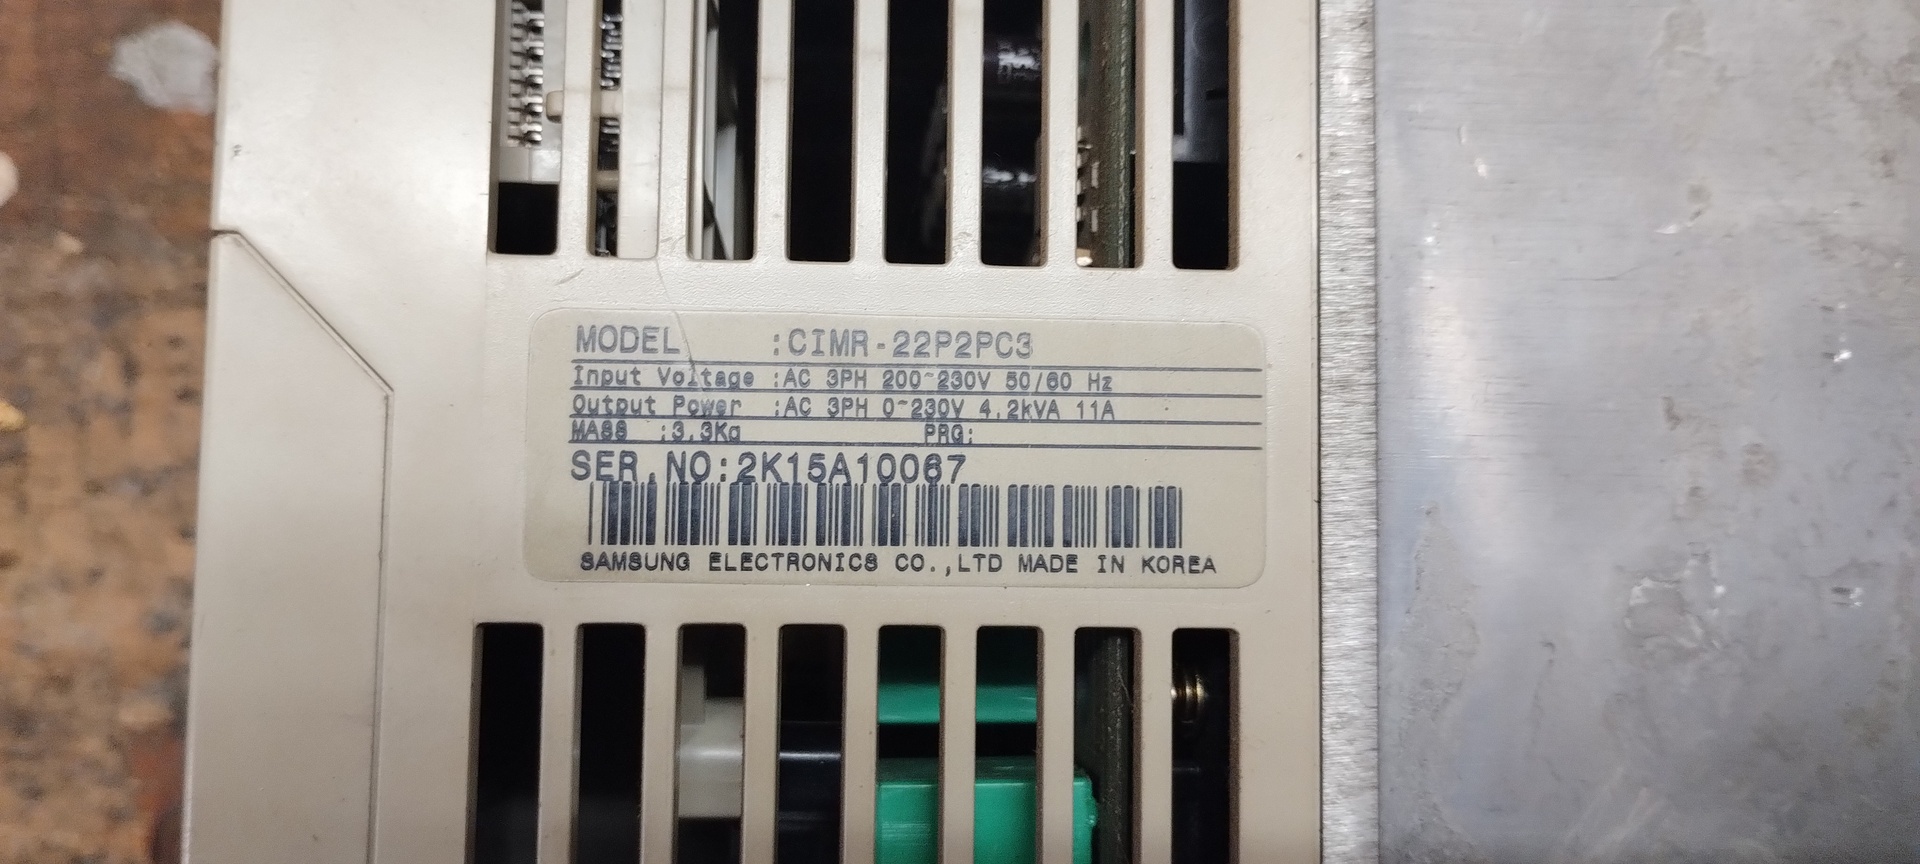 MODEL :CIMR-22P2PC3
Input Voltage :AC 3PH 200~230V 50/60 Hz
Output Power :AC 3PH 0~230V 4.2kVA 11A
MASS :3.3Kg PRG:
SER.NO:2K15A10067
SAMSUNG ELECTRONICS CO.,LTD MADE IN KOREA